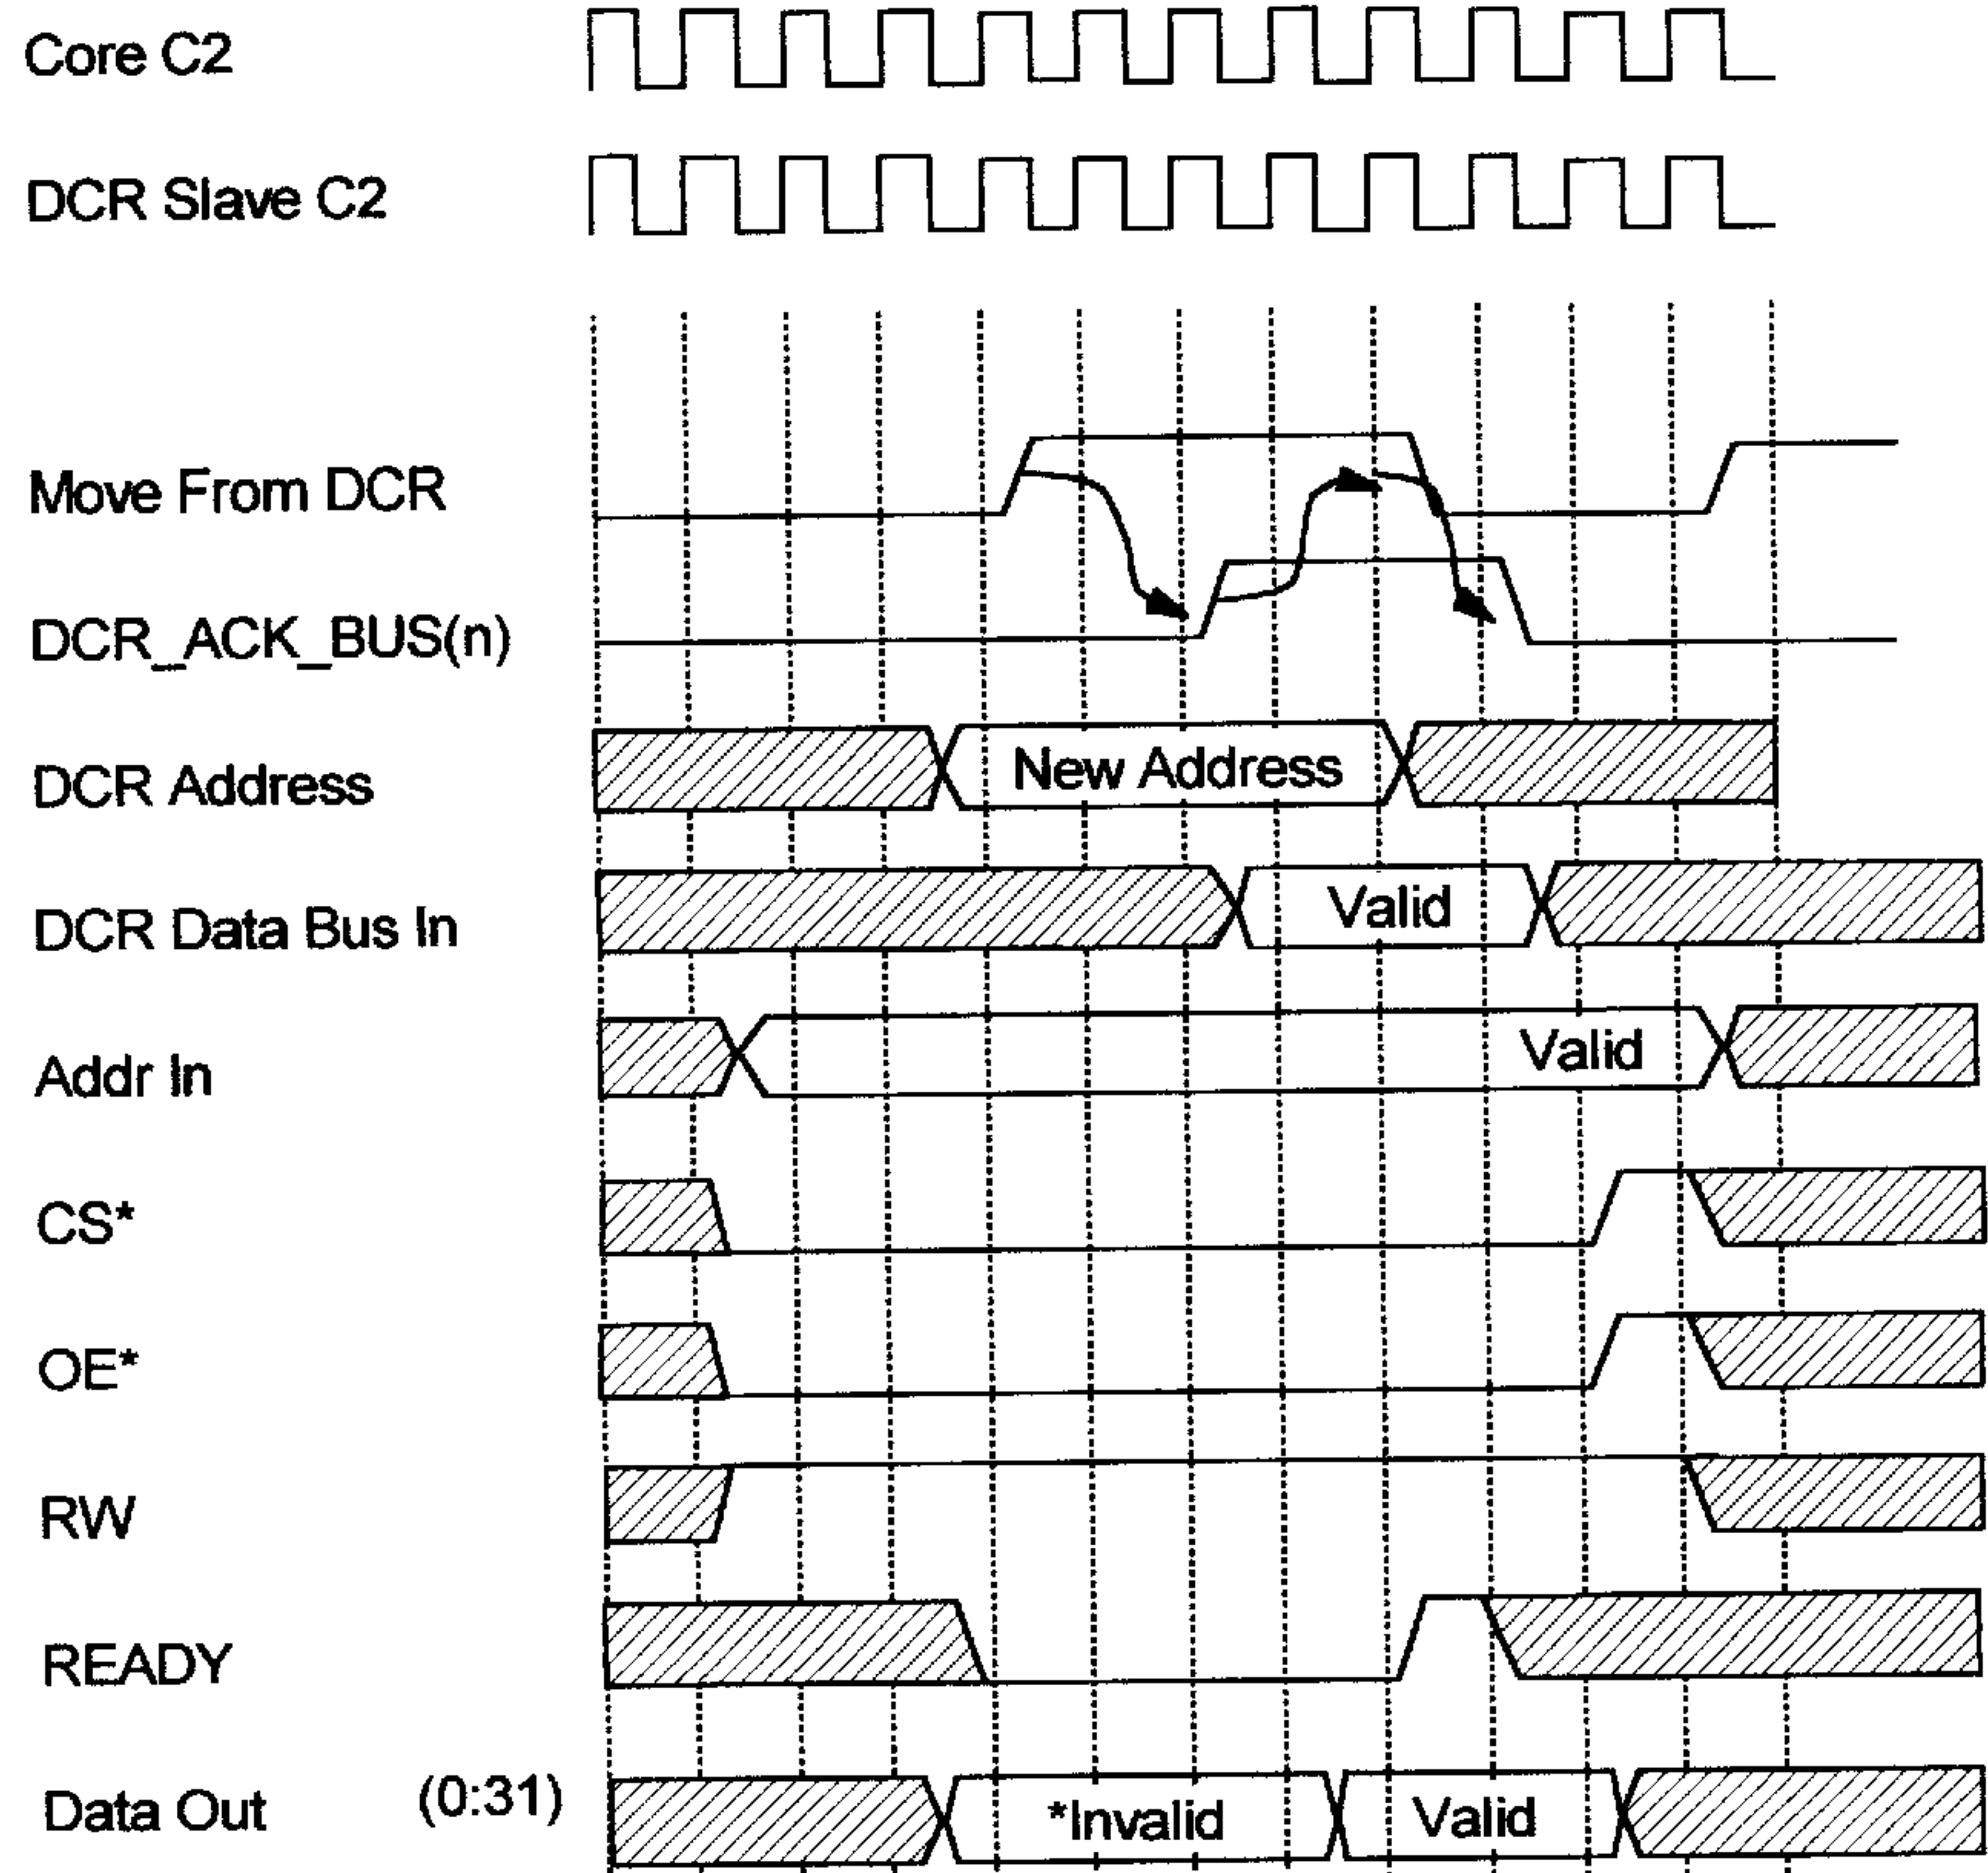 Core C2
DCR Slave C2
Move From DCR
DCR_ACK_BUS(n)
DCR Address New Address
DCR Data Bus In Valid
Addr In Valid
CS*
OE*
RW
READY
Data Out (0:31) *Invalid Valid